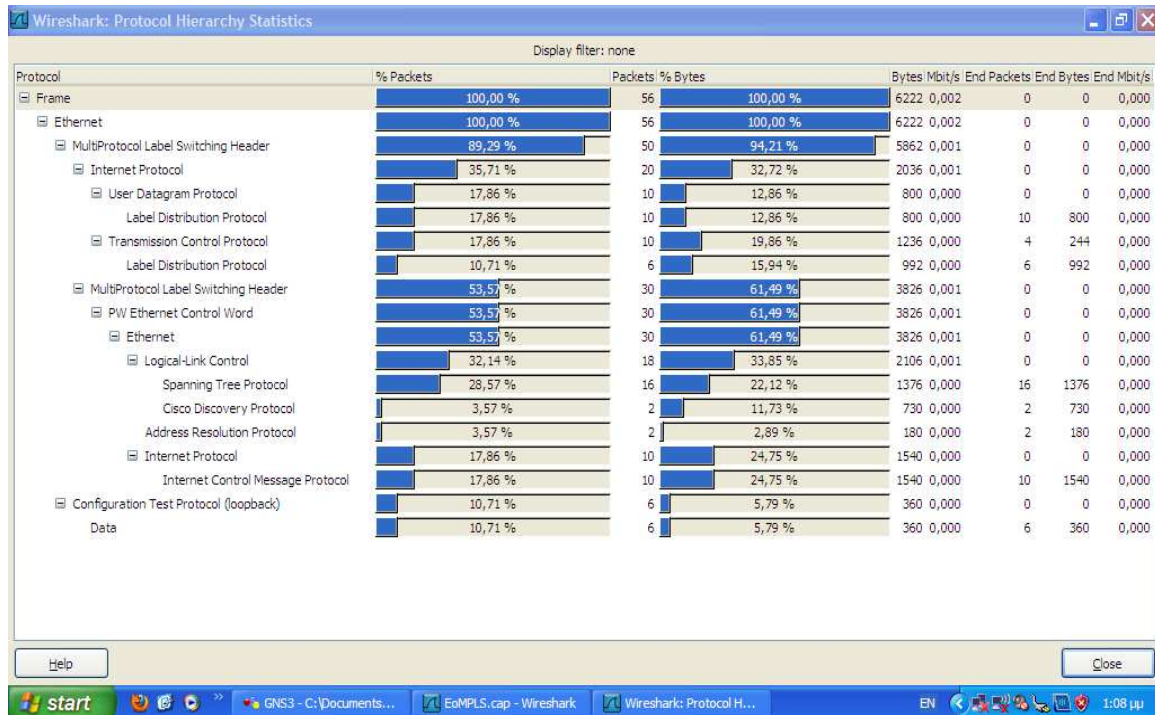 Wireshark: Protocol Hierarchy Statistics
Display filter: none
Protocol % Packets Packets % Bytes Bytes Mbit/s End Packets End Bytes End Mbit/s
Frame 100,00 % 56 100,00 % 6222 0,002 0 0 0,000
Ethernet 100,00 % 56 100,00 % 6222 0,002 0 0 0,000
MultiProtocol Label Switching Header 89,29 % 50 94,21 % 5862 0,001 0 0 0,000
Internet Protocol 35,71 % 20 32,72 % 2036 0,001 0 0 0,000
User Datagram Protocol 17,86 % 10 12,86 % 800 0,000 0 0 0,000
Label Distribution Protocol 17,86 % 10 12,86 % 800 0,000 10 800 0,000
Transmission Control Protocol 17,86 % 10 19,86 % 1236 0,000 4 244 0,000
Label Distribution Protocol 10,71 % 6 15,94 % 992 0,000 6 992 0,000
MultiProtocol Label Switching Header 53,57 % 30 61,49 % 3826 0,001 0 0 0,000
PW Ethernet Control Word 53,57 % 30 61,49 % 3826 0,001 0 0 0,000
Ethernet 53,57 % 30 61,49 % 3826 0,001 0 0 0,000
Logical-Link Control 32,14 % 18 33,85 % 2106 0,001 0 0 0,000
Spanning Tree Protocol 28,57 % 16 22,12 % 1376 0,000 16 1376 0,000
Cisco Discovery Protocol 3,57 % 2 11,73 % 730 0,000 2 730 0,000
Address Resolution Protocol 3,57 % 2 2,89 % 180 0,000 2 180 0,000
Internet Protocol 17,86 % 10 24,75 % 1540 0,000 0 0 0,000
Internet Control Message Protocol 17,86 % 10 24,75 % 1540 0,000 10 1540 0,000
Configuration Test Protocol (loopback) 10,71 % 6 5,79 % 360 0,000 0 0 0,000
Data 10,71 % 6 5,79 % 360 0,000 6 360 0,000
Help Close
start GNS3 - C:\Documents... EoMPLS.cap - Wireshark Wireshark: Protocol H... EN 1:08 μμ